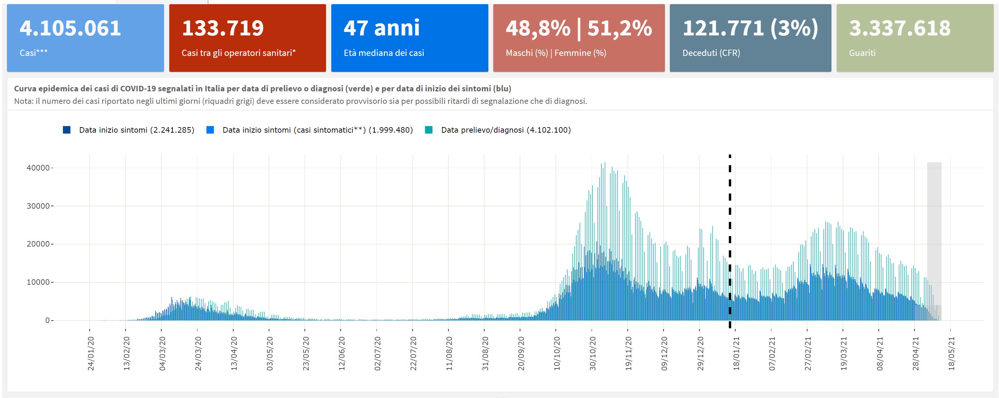 4.105.061
Casi***
133.719
Casi tra gli operatori sanitari*
47 anni
Età mediana dei casi
48,8% | 51,2%
Maschi (%) | Femmine (%)
121.771 (3%)
Deceduti (CFR)
3.337.618
Guariti
Curva epidemica dei casi di COVID-19 segnalati in Italia per data di prelievo o diagnosi (verde) e per data di inizio dei sintomi (blu)
Nota: il numero dei casi riportato negli ultimi giorni (riquadri grigi) deve essere considerato provvisorio sia per possibili ritardi di segnalazione che di diagnosi.
Data inizio sintomi (2.241.285)
Data inizio sintomi (casi sintomatici**) (1.999.480)
Data prelievo/diagnosi (4.102.100)
40000
30000
20000
10000
0
24/01/20
13/02/20
04/03/20
24/03/20
13/04/20
03/05/20
23/05/20
12/06/20
02/07/20
22/07/20
11/08/20
31/08/20
20/09/20
10/10/20
30/10/20
19/11/20
09/12/20
29/12/20
18/01/21
07/02/21
27/02/21
19/03/21
08/04/21
28/04/21
18/05/21